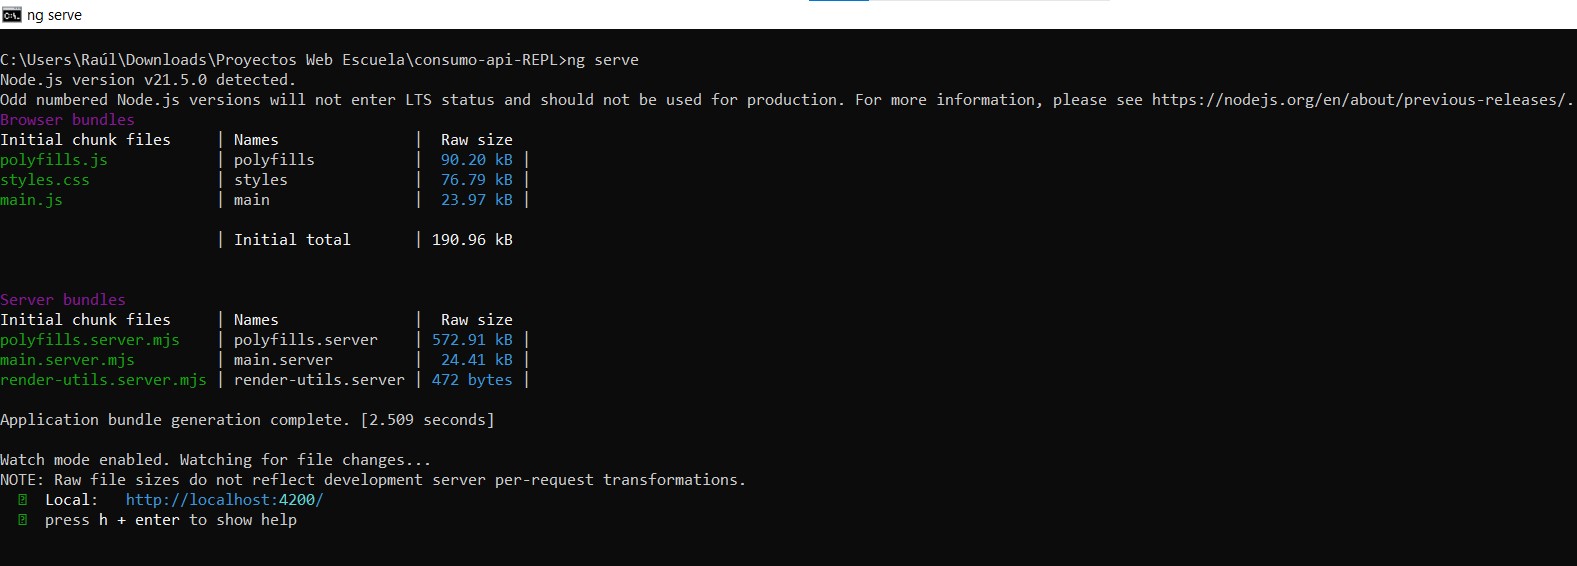 ng serve
C:\Users\Raúl\Downloads\Proyectos Web Escuela\consumo-api-REPL>ng serve
Node.js version v21.5.0 detected.
Odd numbered Node.js versions will not enter LTS status and should not be used for production. For more information, please see https://nodejs.org/en/about/previous-releases/.
Browser bundles
Initial chunk files     | Names                |  Raw size
polyfills.js            | polyfills            |  90.20 kB |
styles.css              | styles               |  76.79 kB |
main.js                 | main                 |  23.97 kB |
                        | Initial total        | 190.96 kB
Server bundles
Initial chunk files     | Names                |  Raw size
polyfills.server.mjs    | polyfills.server     | 572.91 kB |
main.server.mjs         | main.server          |  24.41 kB |
render-utils.server.mjs | render-utils.server  | 472 bytes |
Application bundle generation complete. [2.509 seconds]
Watch mode enabled. Watching for file changes...
NOTE: Raw file sizes do not reflect development server per-request transformations.
Local:   http://localhost:4200/
press h + enter to show help